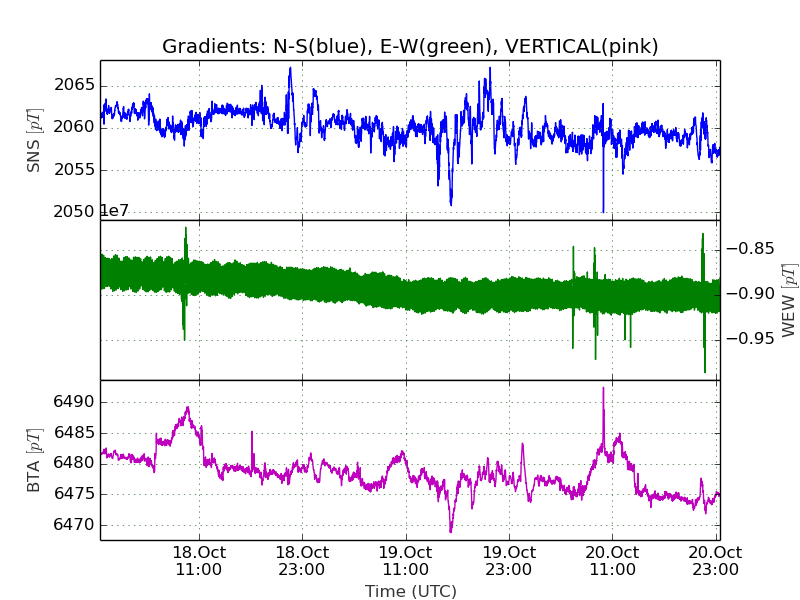 Gradients: N-S(blue), E-W(green), VERTICAL(pink)
SNS [pT]
2065
2060
2055
2050
1e7
WEW [pT]
−0.85
−0.90
−0.95
BTA [pT]
6490
6485
6480
6475
6470
18.Oct 18.Oct 19.Oct 19.Oct 20.Oct 20.Oct
11:00 23:00 11:00 23:00 11:00 23:00
Time (UTC)